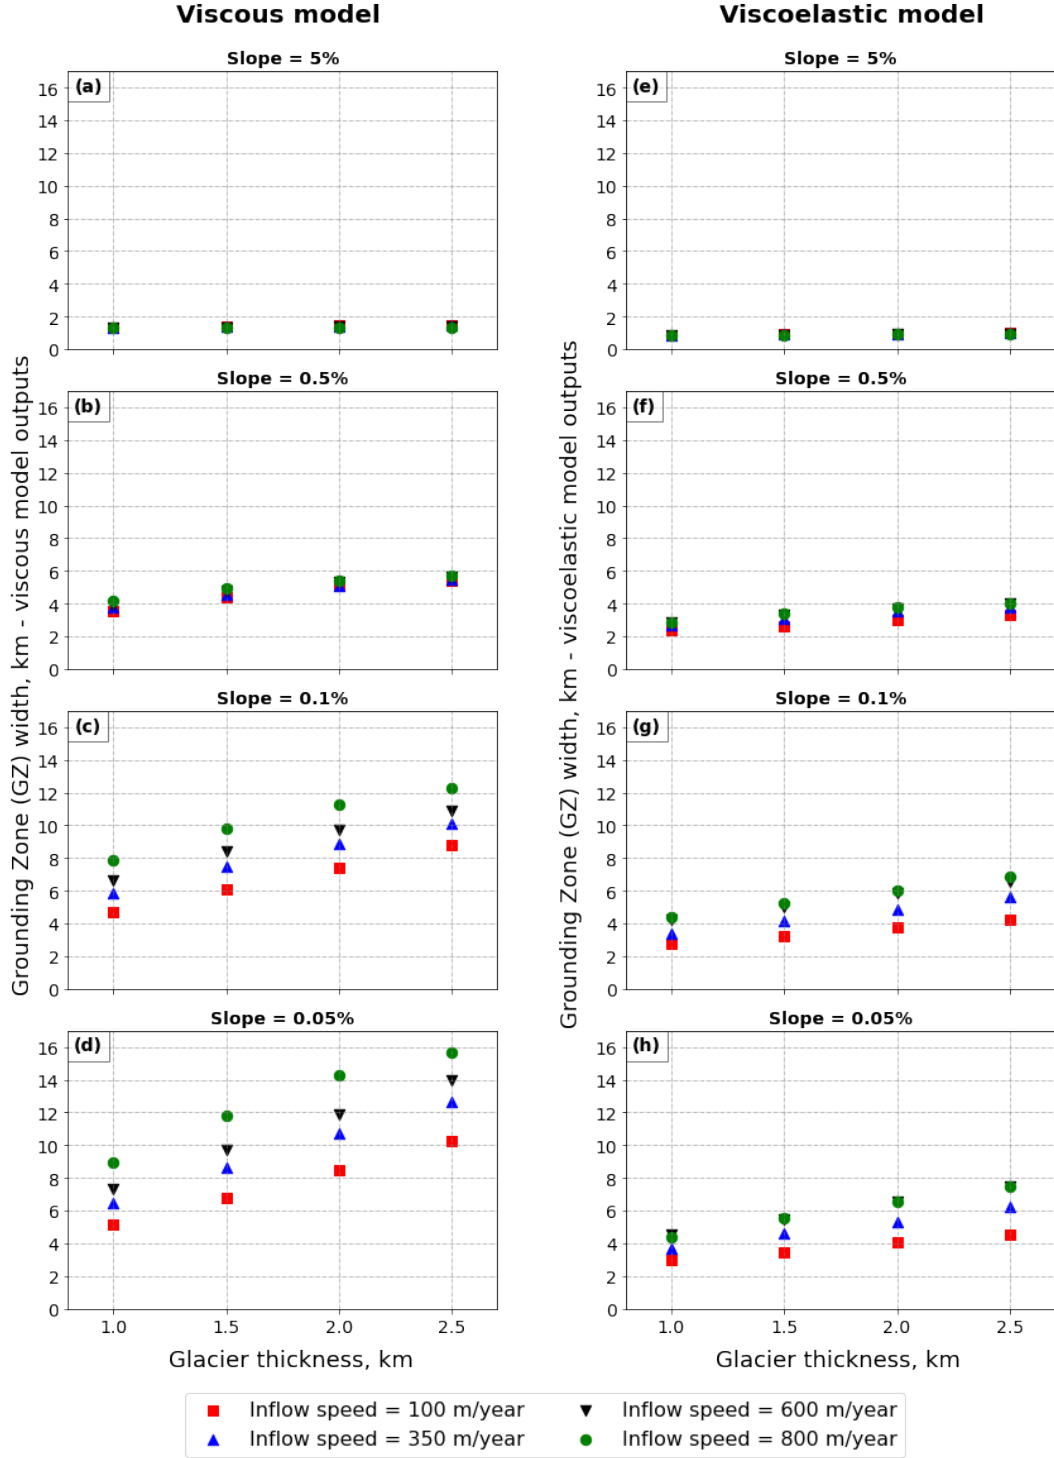 Viscous model
Viscoelastic model
Grounding Zone (GZ) width, km - viscous model outputs
Slope = 5%
(a)
16
14
12
10
8
6
4
2
0
Slope = 0.5%
(b)
16
14
12
10
8
6
4
2
0
Slope = 0.1%
(c)
16
14
12
10
8
6
4
2
0
Slope = 0.05%
(d)
16
14
12
10
8
6
4
2
0
1.0 1.5 2.0 2.5
Glacier thickness, km
Grounding Zone (GZ) width, km - viscoelastic model outputs
Slope = 5%
(e)
16
14
12
10
8
6
4
2
0
Slope = 0.5%
(f)
16
14
12
10
8
6
4
2
0
Slope = 0.1%
(g)
16
14
12
10
8
6
4
2
0
Slope = 0.05%
(h)
16
14
12
10
8
6
4
2
0
1.0 1.5 2.0 2.5
Glacier thickness, km
Inflow speed = 100 m/year
Inflow speed = 350 m/year
Inflow speed = 600 m/year
Inflow speed = 800 m/year